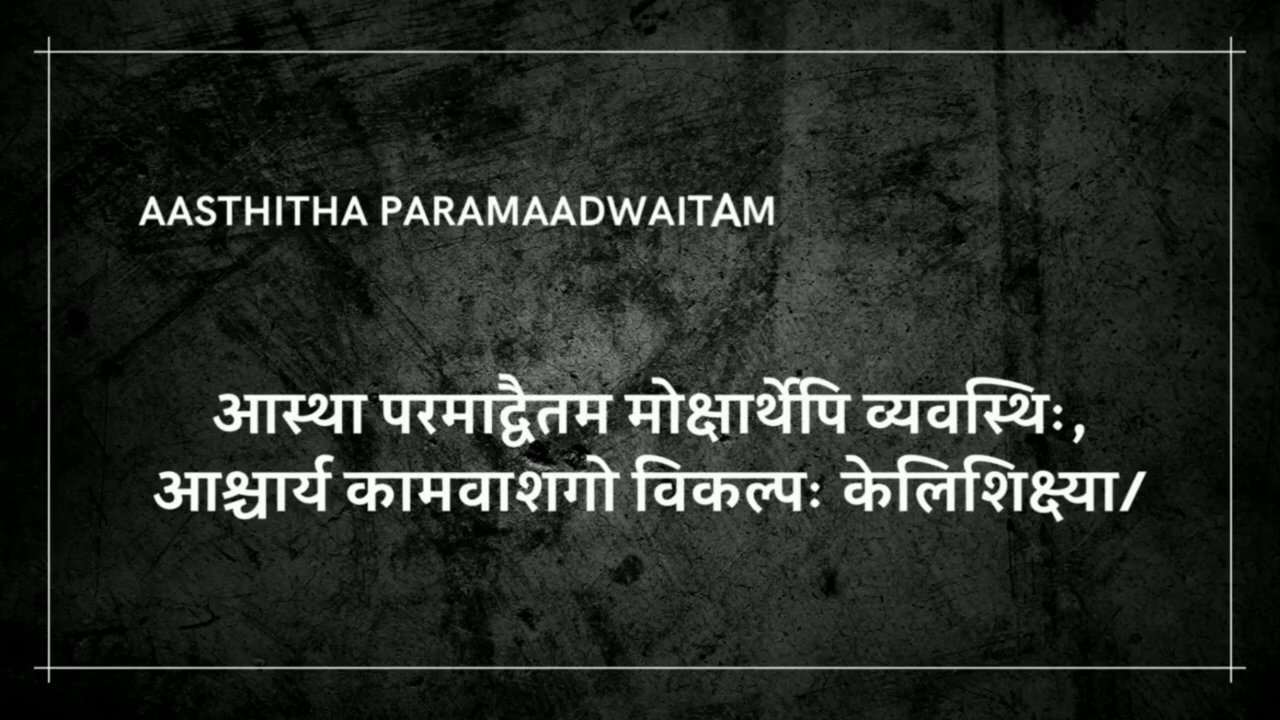 AASTHITHA PARAMAADWAITAM
आस्था परमाद्वैतम मोक्षार्थेपि व्यवस्थिः,
आश्चार्य कामवाशगो विकल्पः केलिशिक्ष्या/